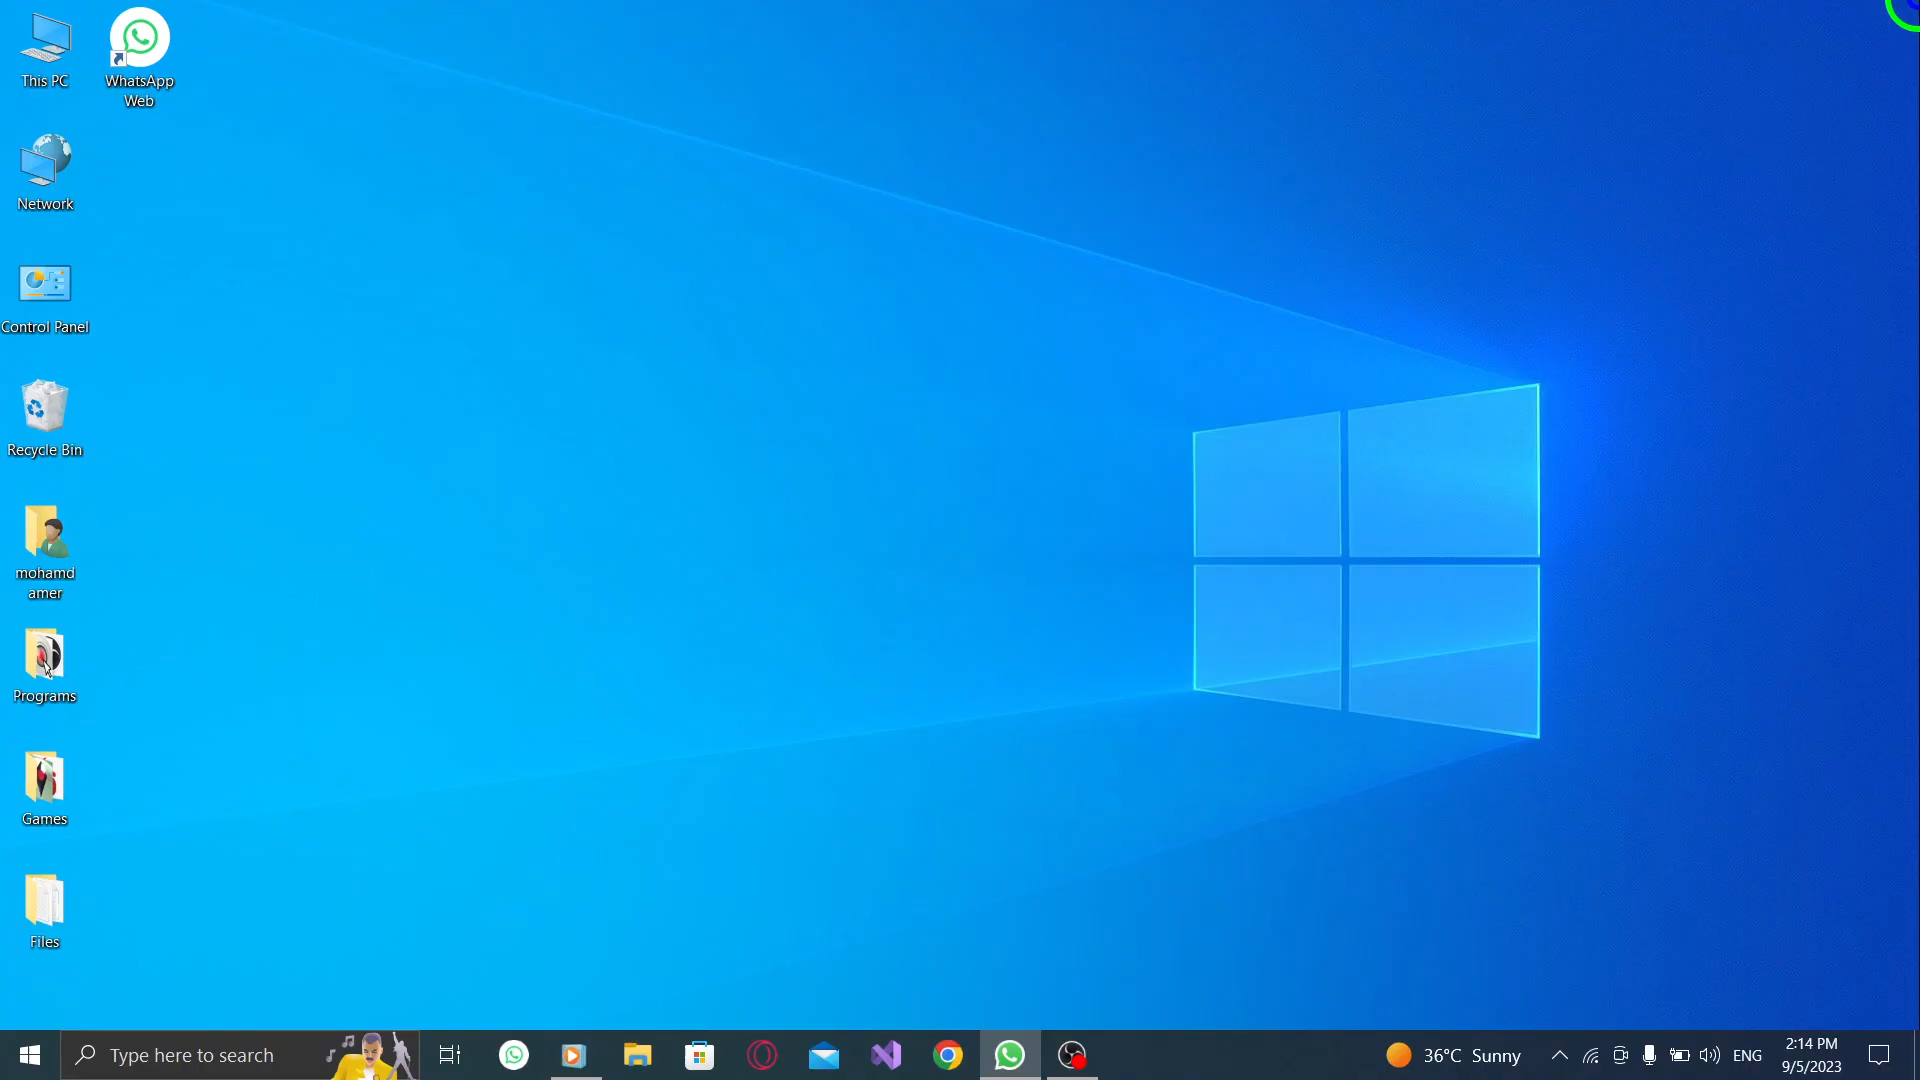 This PC
WhatsApp
Web
Network
Control Panel
Recycle Bin
mohamd
amer
Programs
Games
Files
Type here to search
36°C Sunny
ENG
2:14 PM
9/5/2023